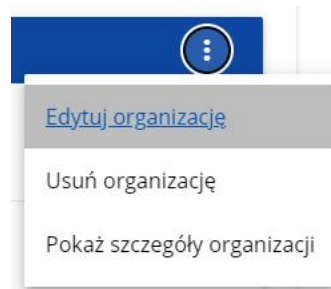 Edytuj organizację
Usuń organizację
Pokaż szczegóły organizacji